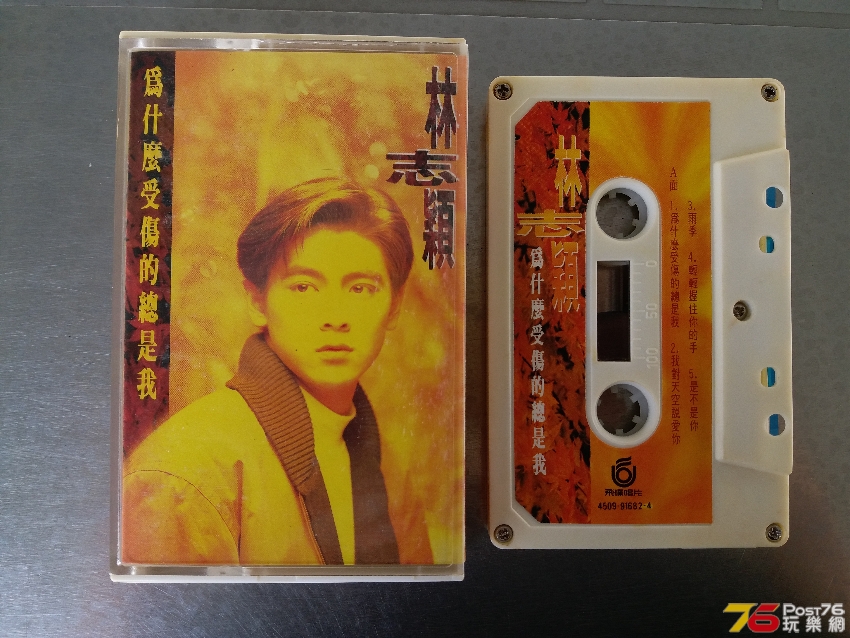 為什麼受傷的總是我
林志穎
林志穎
為什麼受傷的總是我
A面
1.為什麼受傷的總是我 2.我對天空說愛你
3.雨季 4.輕輕握住你的手 5.是不是你
0
50
100
飛碟唱片
4509-91682-4
76 POST76
玩樂網